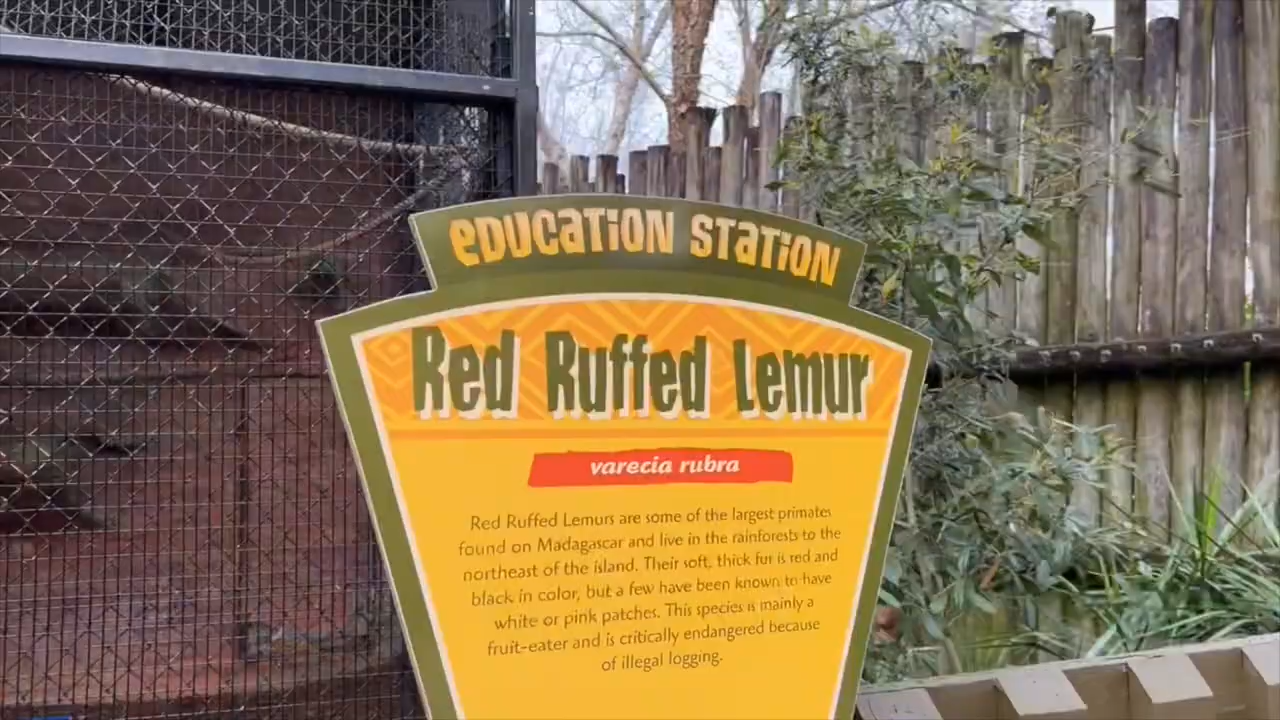 eDUCaTiON STaTiON
Red Ruffed Lemur
varecia rubra
Red Ruffed Lemurs are some of the largest primates
found on Madagascar and live in the rainforests to the
northeast of the island. Their soft, thick fur is red and
black in color, but a few have been known to have
white or pink patches. This species is mainly a
fruit-eater and is critically endangered because
of illegal logging.